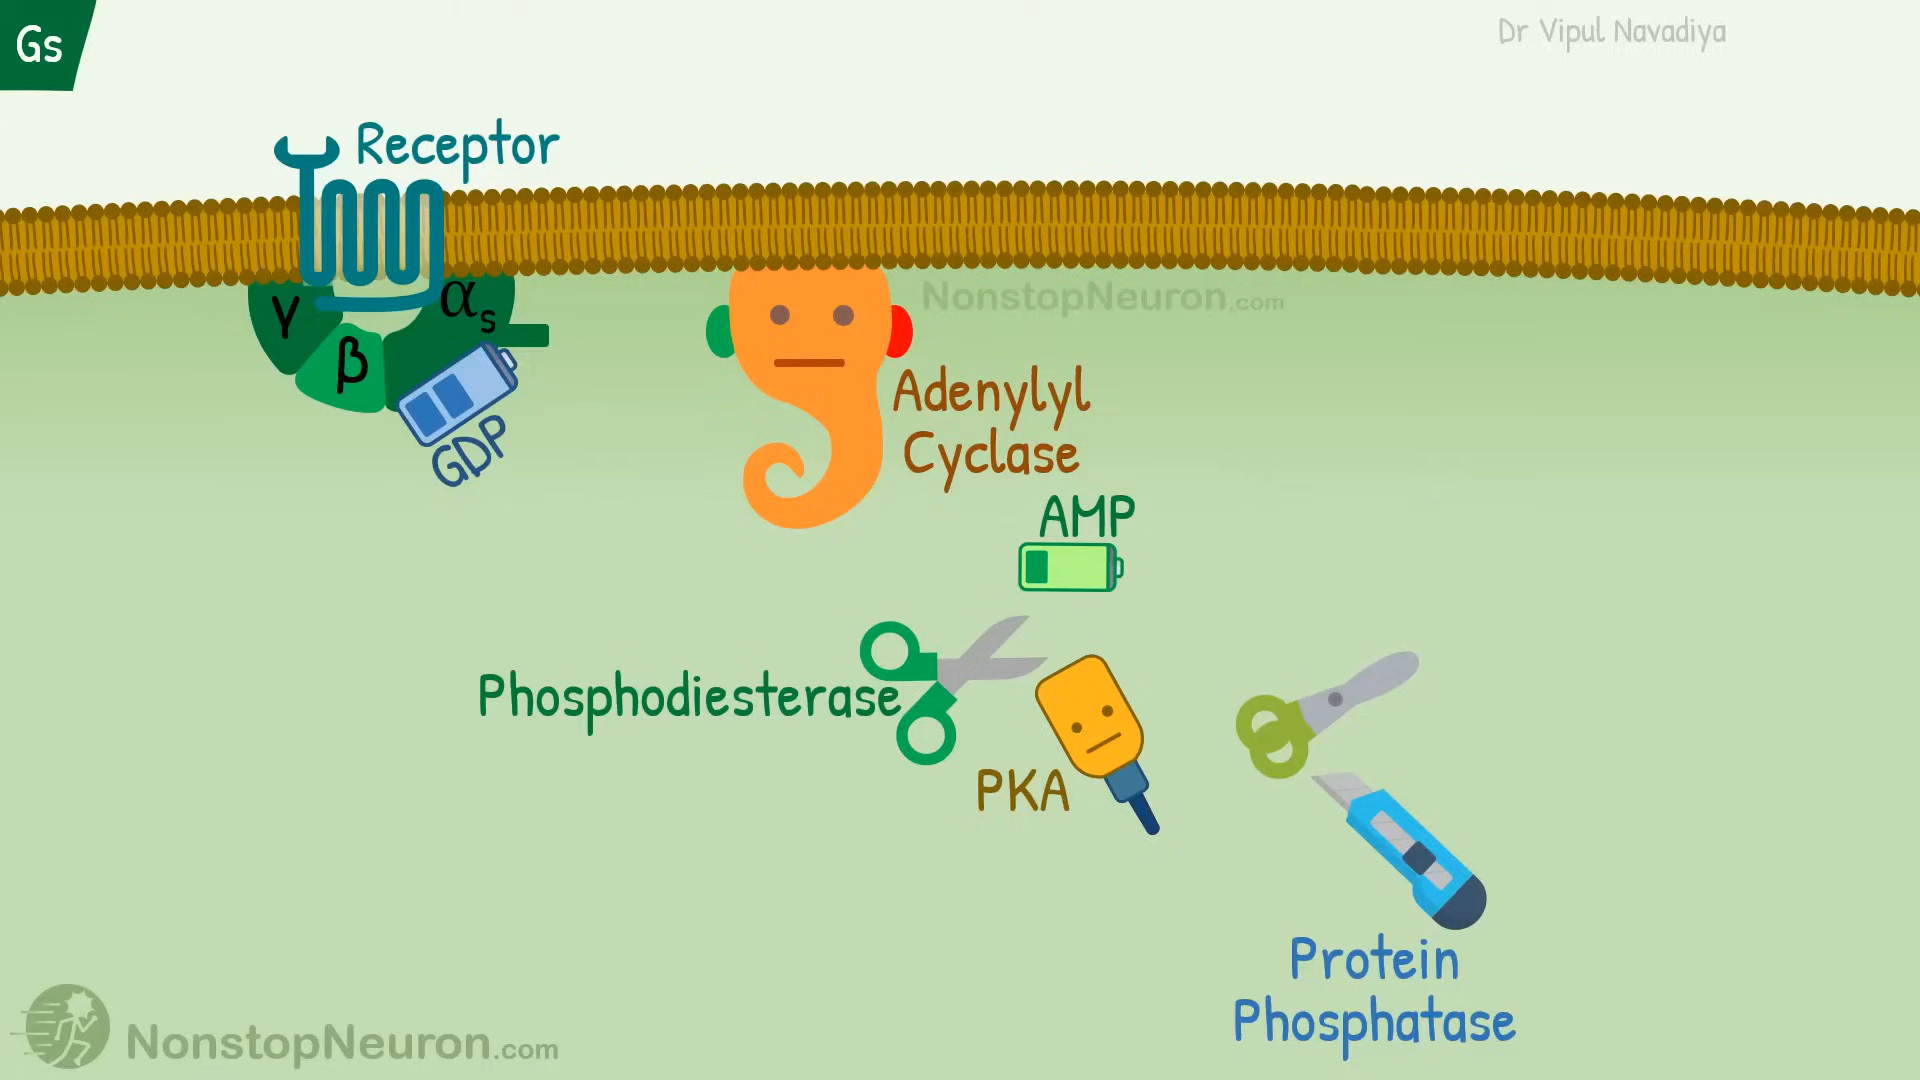 Gs
Dr Vipul Navadiya
Receptor
γ
αs
β
GDP
NonstopNeuron.com
Adenylyl
Cyclase
AMP
Phosphodiesterase
PKA
Protein
Phosphatase
NonstopNeuron.com